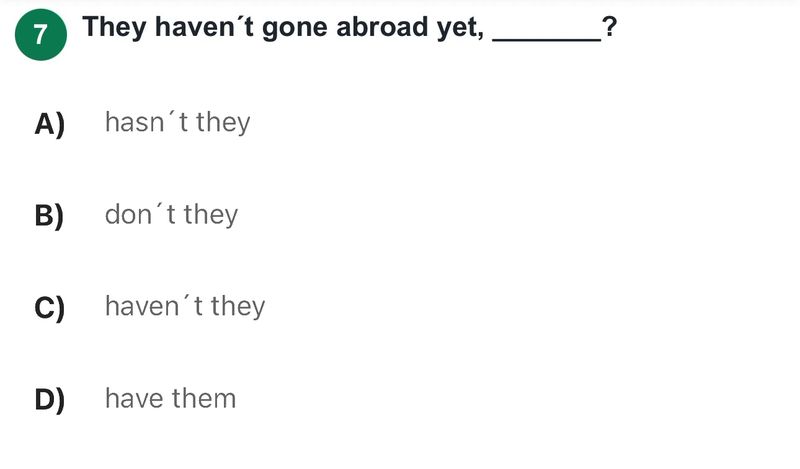 7 They haven´t gone abroad yet, _______?
A) hasn´t they
B) don´t they
C) haven´t they
D) have them